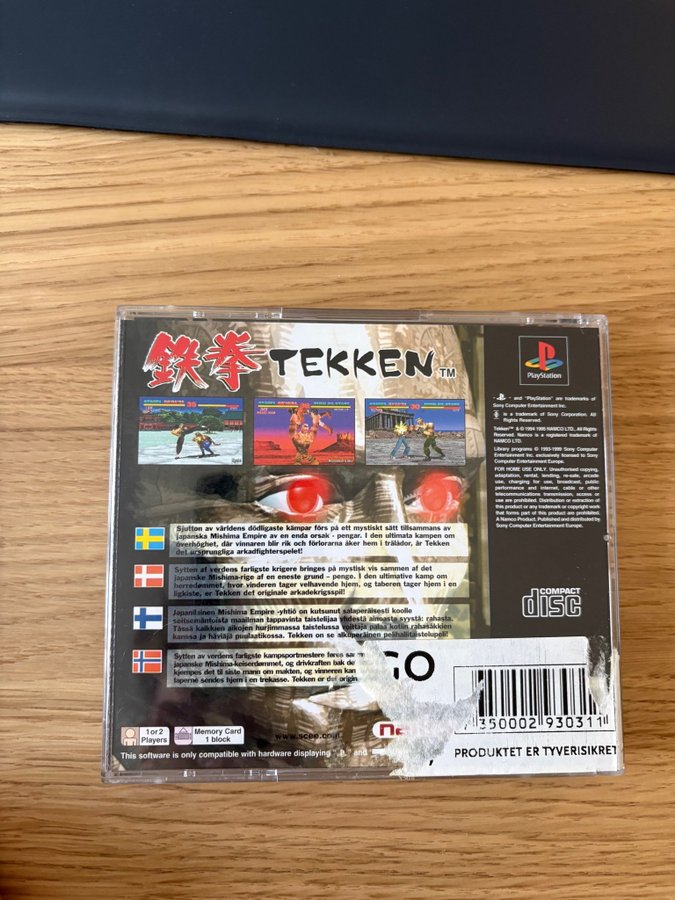 鉄拳 TEKKEN TM
PlayStation
- and "PlayStation" are trademarks of
Sony Computer Entertainment Inc.
is a trademark of Sony Corporation. All
Rights Reserved.
Tekken™ & © 1994 1995 NAMCO LTD., All
Rights Reserved. Namco is a registered trademark of
NAMCO LTD.
Library programs © 1993-1999 Sony Computer
Entertainment Inc. exclusively licensed to Sony
Computer Entertainment Europe.
FOR HOME USE ONLY. Unauthorised copying,
adaptation, rental, lending, re-sale, arcade
use, charging for use, broadcast, public
performance and internet, cable or other
telecommunications transmission, access or
use are prohibited. Distribution or extraction of
this product or any trademark or copyright work
that forms part of this product are prohibited.
A Namco Product. Published and distributed by
Sony Computer Entertainment Europe.
Sjutton av världens dödligaste kämpar förs på ett mystiskt sätt tillsammans av
japanska Mishima Empire av en enda orsak - pengar. I den ultimata kampen om
överhöghet, där vinnaren blir rik och förlorarna åker hem i trälådor, är Tekken
det ursprungliga arkadfighterspelet!
Sytten af verdens farligste krigere bringes på mystisk vis sammen af det
japanske Mishima-rige af en eneste grund – penge. I den ultimative kamp om
herredømmet, hvor vinderen tager velhavende hjem, og taberen tager hjem i en
ligkiste, er Tekken det originale arkadekrigsspil!
Japanilainen Mishima Empire -yhtiö on kutsunut salaperäisesti koolle
seitsemäntoista maailman tappavinta taistelijaa yhdestä ainoasta syystä: rahasta.
Tässä kaikkien aikojen hurjimmassa taistelussa voittaja palaa kotiin rahasäkkien
kanssa ja häviäjä puulaatikossa. Tekken on se alkuperäinen pelihallitaistelupeli!
Sytten av verdens farligste kampsportmestere føres sam
japanske Mishima-keiserdømmet, og drivkraften bak de
kjempes det til siste mann om makten, og vinneren kan
taperne sendes hjem i en trekasse. Tekken er det origin
COMPACT
disc
GO
7350002 930311
PRODUKTET ER TYVERISIKRET
1 or 2
Players
Memory Card
1 block
www.scee.com
This software is only compatible with hardware displaying " " and